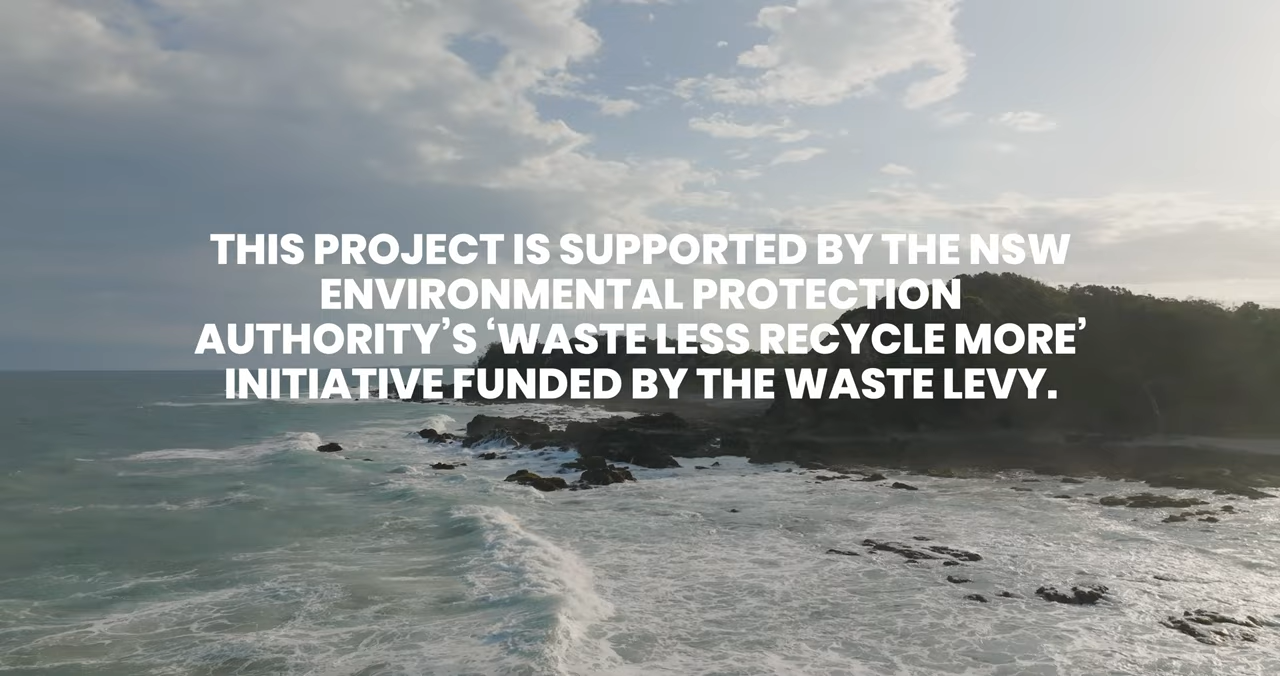 THIS PROJECT IS SUPPORTED BY THE NSW
ENVIRONMENTAL PROTECTION
AUTHORITY’S ‘WASTE LESS RECYCLE MORE’
INITIATIVE FUNDED BY THE WASTE LEVY.